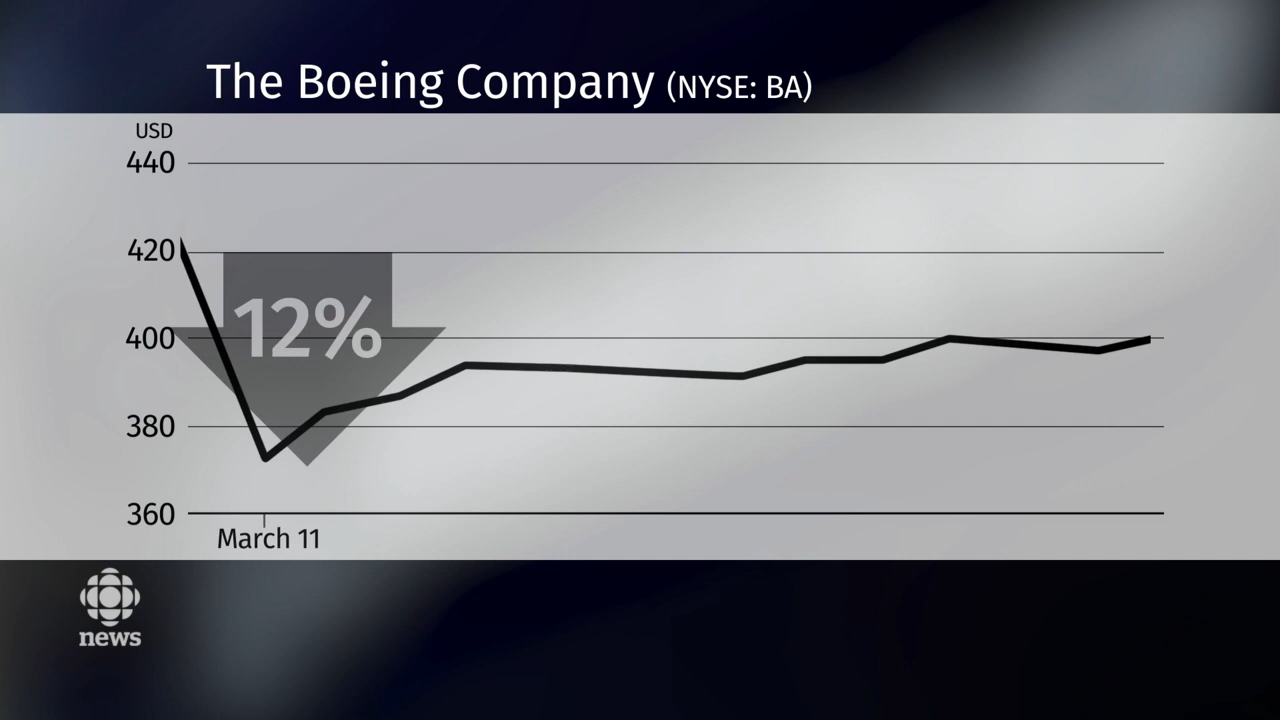 The Boeing Company (NYSE: BA)
USD
440
420
12%
400
380
360
March 11
news